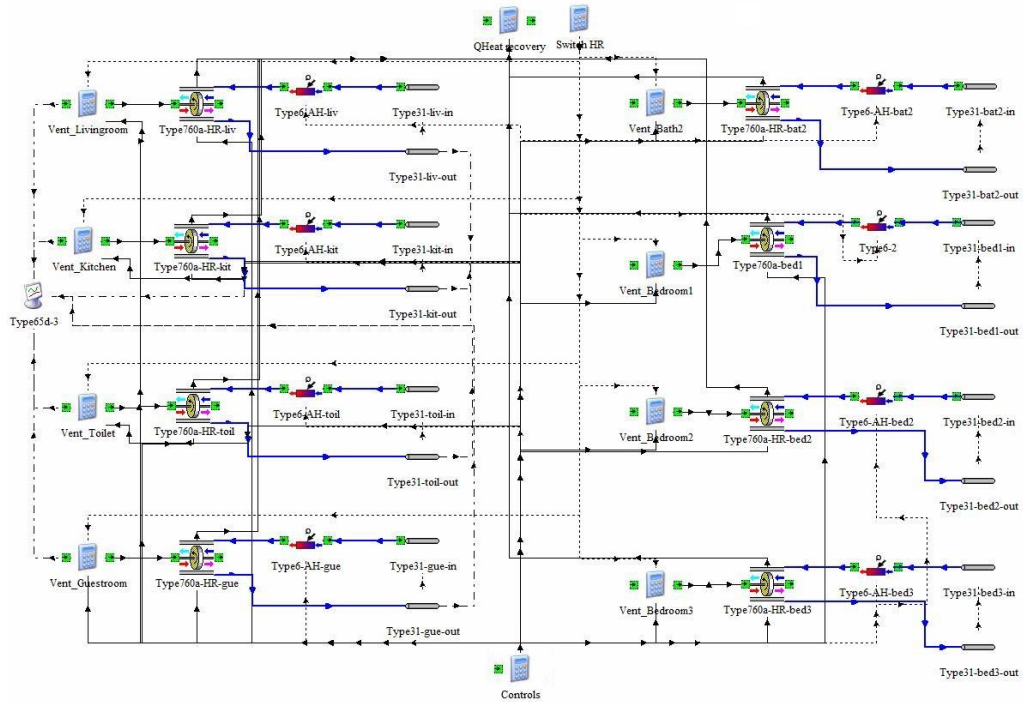 QHeat recovery
Switch HR
Vent_Livingroom
Type760a-HR-liv
Type6-AH-liv
Type31-liv-in
Type31-liv-out
Vent_Bath2
Type760a-HR-bat2
Type6-AH-bat2
Type31-bat2-in
Type31-bat2-out
Vent_Kitchen
Type760a-HR-kit
Type6-AH-kit
Type31-kit-in
Type31-kit-out
Vent_Bedroom1
Type760a-bed1
Type6-2
Type31-bed1-in
Type31-bed1-out
Type65d-3
Vent_Toilet
Type760a-HR-toil
Type6-AH-toil
Type31-toil-in
Type31-toil-out
Vent_Bedroom2
Type760a-HR-bed2
Type6-AH-bed2
Type31-bed2-in
Type31-bed2-out
Vent_Guestroom
Type760a-HR-gue
Type6-AH-gue
Type31-gue-in
Type31-gue-out
Vent_Bedroom3
Type760a-HR-bed3
Type6-AH-bed3
Type31-bed3-in
Type31-bed3-out
Controls